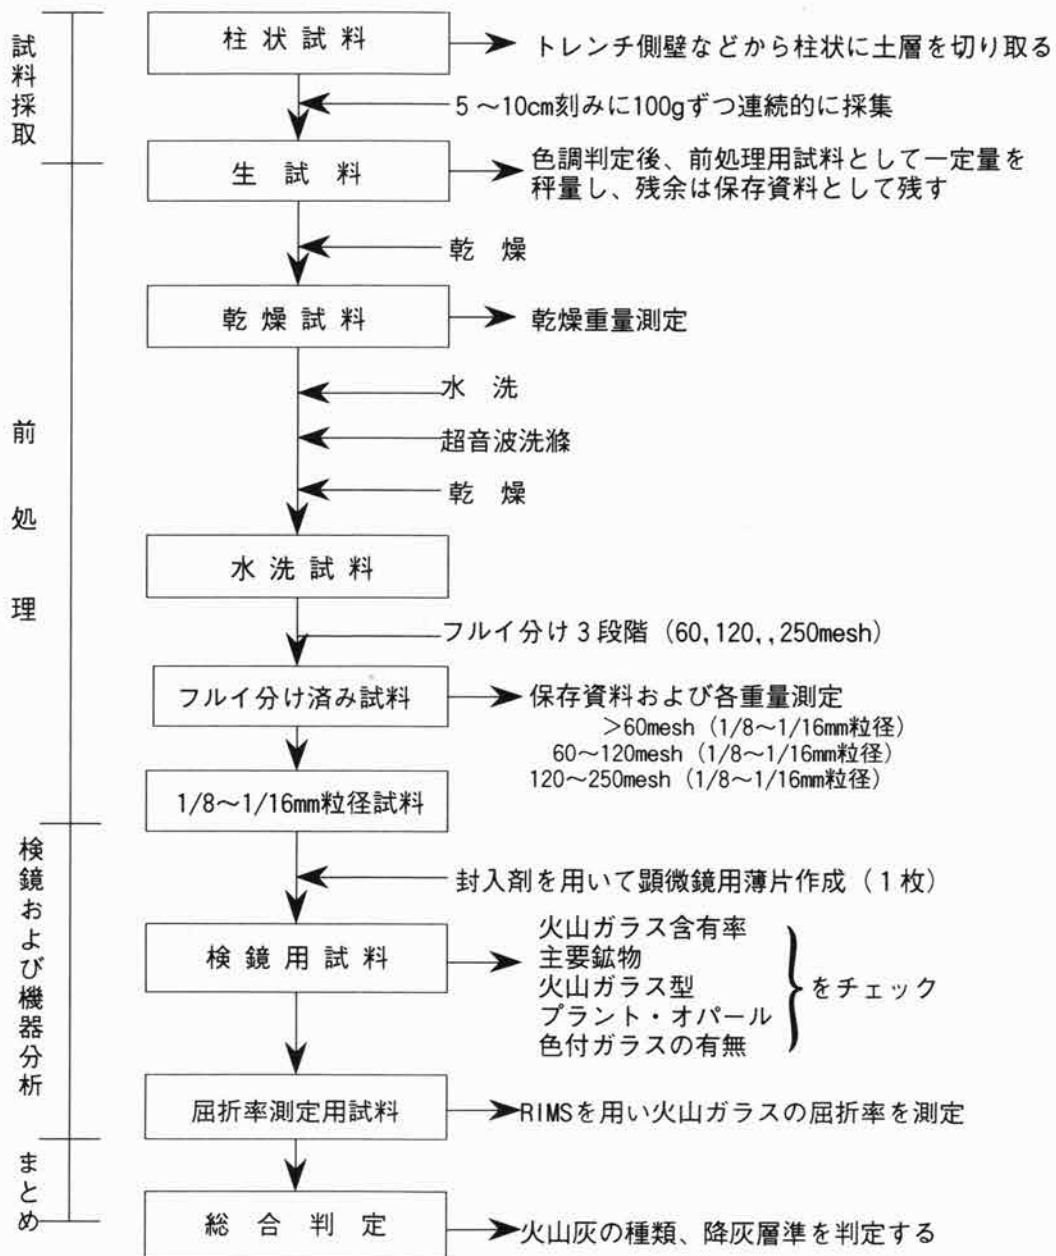 試料採取
柱状試料
トレンチ側壁などから柱状に土層を切り取る
5～10cm刻みに100gずつ連続的に採集
生試料
色調判定後、前処理用試料として一定量を
秤量し、残余は保存資料として残す
前処理
乾燥
乾燥試料
乾燥重量測定
水洗
超音波洗滌
乾燥
水洗試料
フルイ分け3段階（60,120,,250mesh）
フルイ分け済み試料
保存資料および各重量測定
＞60mesh（1/8～1/16mm粒径）
60～120mesh（1/8～1/16mm粒径）
120～250mesh（1/8～1/16mm粒径）
1/8～1/16mm粒径試料
検鏡および機器分析
封入剤を用いて顕微鏡用薄片作成（1枚）
検鏡用試料
火山ガラス含有率
主要鉱物
火山ガラス型
プラント・オパール
色付ガラスの有無
をチェック
屈折率測定用試料
RIMSを用い火山ガラスの屈折率を測定
まとめ
総合判定
火山灰の種類、降灰層準を判定する